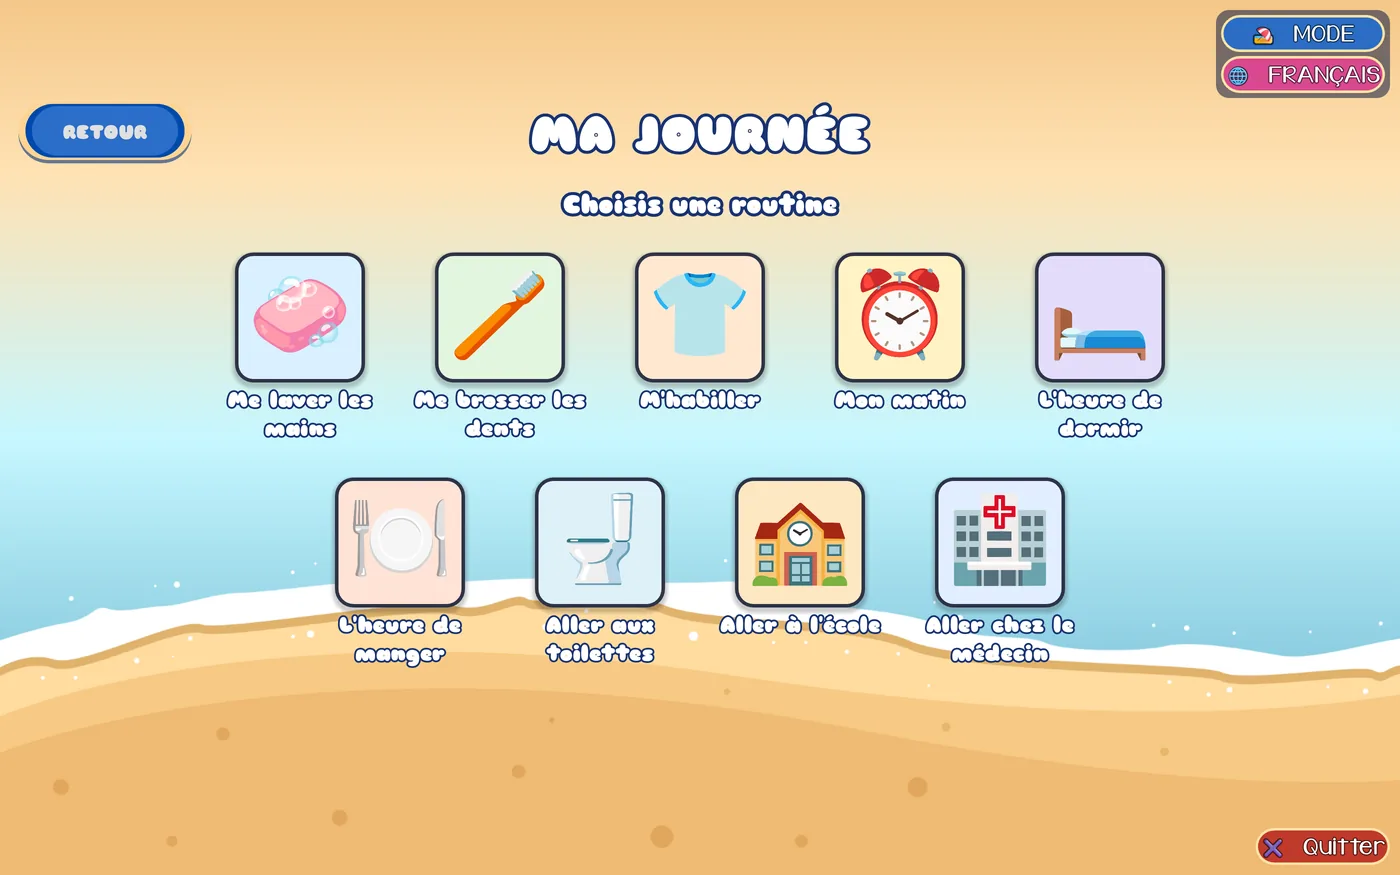 MODE
FRANÇAIS
RETOUR
MA JOURNÉE
Choisis une routine
Me laver les
mains
Me brosser les
dents
M'habiller
Mon matin
L'heure de
dormir
L'heure de
manger
Aller aux
toilettes
Aller à l'école
Aller chez le
médecin
Quitter